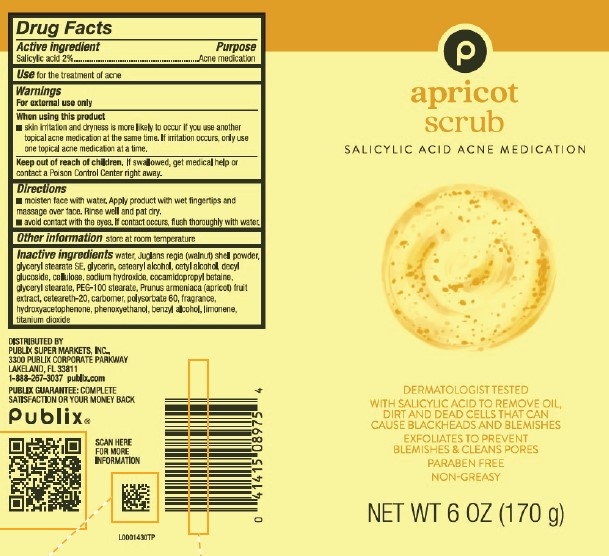 Drug Facts
Active ingredient Purpose
Salicylic acid 2%..........................................Acne medication
Use for the treatment of acne
Warnings
For external use only
When using this product
■ skin irritation and dryness is more likely to occur if you use another
topical acne medication at the same time. If irritation occurs, only use
one topical acne medication at a time.
Keep out of reach of children. If swallowed, get medical help or
contact a Poison Control Center right away.
Directions
■ moisten face with water. Apply product with wet fingertips and
massage over face. Rinse well and pat dry.
■ avoid contact with the eyes. If contact occurs, flush thoroughly with water.
Other information store at room temperature
Inactive ingredients water, Juglans regia (walnut) shell powder,
glyceryl stearate SE, glycerin, cetearyl alcohol, cetyl alcohol, decyl
glucoside, cellulose, sodium hydroxide, cocamidopropyl betaine,
glyceryl stearate, PEG-100 stearate, Prunus armeniaca (apricot) fruit
extract, ceteareth-20, carbomer, polysorbate 60, fragrance,
hydroxyacetophenone, phenoxyethanol, benzyl alcohol, limonene,
titanium dioxide
DISTRIBUTED BY
PUBLIX SUPER MARKETS, INC.,
3300 PUBLIX CORPORATE PARKWAY
LAKELAND, FL 33811
1-888-267-3037 publix.com
PUBLIX GUARANTEE: COMPLETE
SATISFACTION OR YOUR MONEY BACK
Publix®
SCAN HERE
FOR MORE
INFORMATION
L0001430TP
0 41415 08975 4
p
apricot
scrub
SALICYLIC ACID ACNE MEDICATION
DERMATOLOGIST TESTED
WITH SALICYLIC ACID TO REMOVE OIL,
DIRT AND DEAD CELLS THAT CAN
CAUSE BLACKHEADS AND BLEMISHES
EXFOLIATES TO PREVENT
BLEMISHES & CLEANS PORES
PARABEN FREE
NON-GREASY
NET WT 6 OZ (170 g)